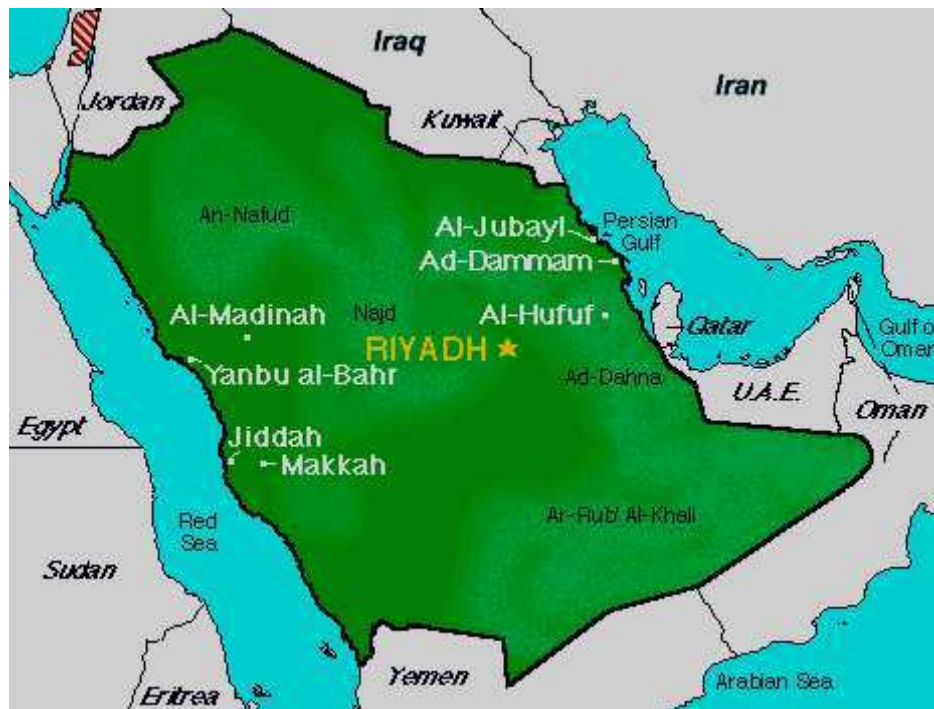 Iraq
Iran
Jordan
Kuwait
An-Nafud
Al-Jubayl
Persian
Gulf
Ad-Dammam
Al-Madinah
Najd
Al-Hufuf
Qatar
Gulf o
Oman
RIYADH
Yanbu al-Bahr
Ad-Dahna
U.A.E.
Oman
Egypt
Jiddah
Makkah
Red
Sea
Ar-Rub' Al-Khali
Sudan
Yemen
Arabian Sea
Eritrea